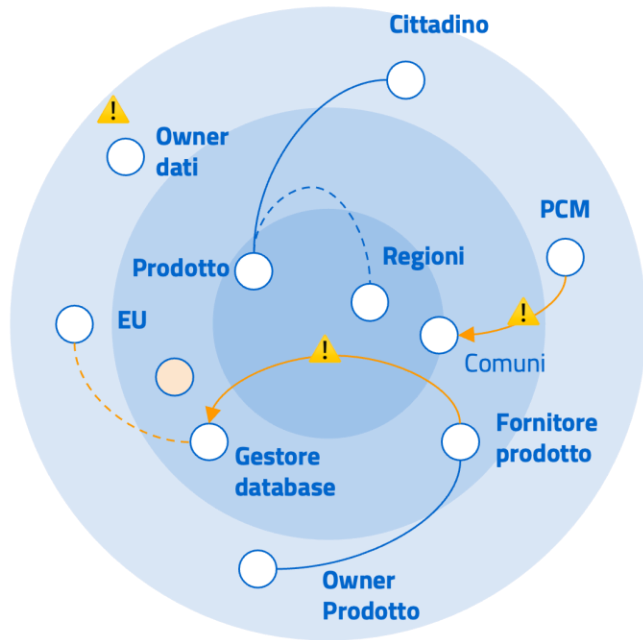 Cittadino
Owner
dati
PCM
Prodotto
Regioni
EU
Comuni
Gestore
database
Fornitore
prodotto
Owner
Prodotto